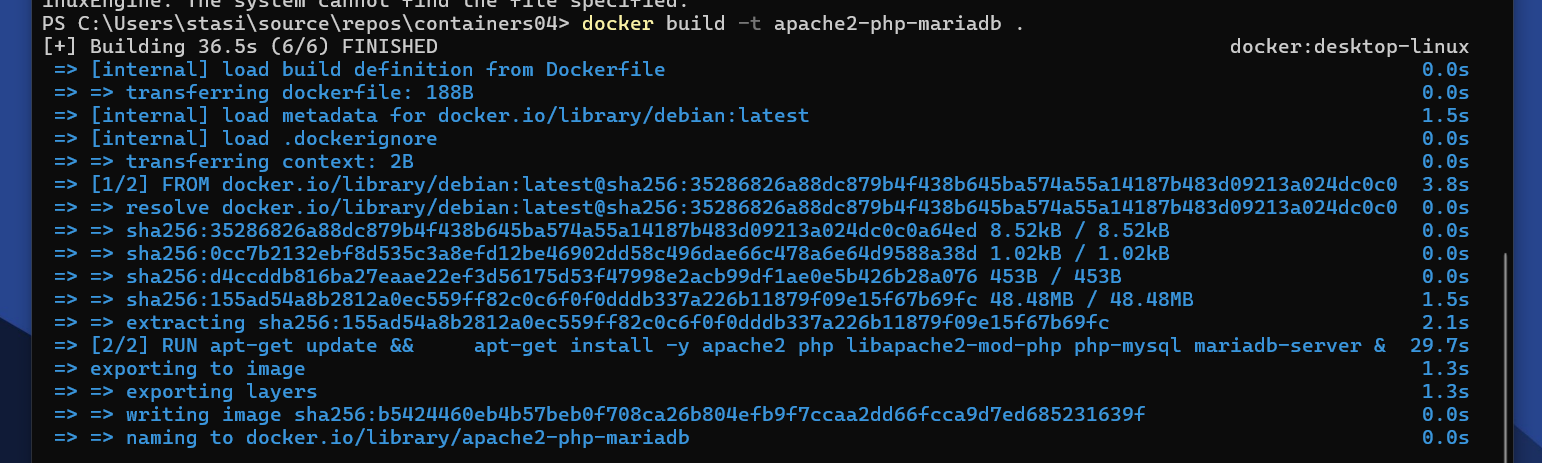 inuxEngine: The system cannot find the file specified.
PS C:\Users\stasi\source\repos\containers04> docker build -t apache2-php-mariadb .
[+] Building 36.5s (6/6) FINISHED docker:desktop-linux
=> [internal] load build definition from Dockerfile 0.0s
=> => transferring dockerfile: 188B 0.0s
=> [internal] load metadata for docker.io/library/debian:latest 1.5s
=> [internal] load .dockerignore 0.0s
=> => transferring context: 2B 0.0s
=> [1/2] FROM docker.io/library/debian:latest@sha256:35286826a88dc879b4f438b645ba574a55a14187b483d09213a024dc0c0 3.8s
=> => resolve docker.io/library/debian:latest@sha256:35286826a88dc879b4f438b645ba574a55a14187b483d09213a024dc0c0 0.0s
=> => sha256:35286826a88dc879b4f438b645ba574a55a14187b483d09213a024dc0c0a64ed 8.52kB / 8.52kB 0.0s
=> => sha256:0cc7b2132ebf8d535c3a8efd12be46902dd58c496dae66c478a6e64d9588a38d 1.02kB / 1.02kB 0.0s
=> => sha256:d4ccddb816ba27eaae22ef3d56175d53f47998e2acb99df1ae0e5b426b28a076 453B / 453B 0.0s
=> => sha256:155ad54a8b2812a0ec559ff82c0c6f0f0dddb337a226b11879f09e15f67b69fc 48.48MB / 48.48MB 1.5s
=> => extracting sha256:155ad54a8b2812a0ec559ff82c0c6f0f0dddb337a226b11879f09e15f67b69fc 2.1s
=> [2/2] RUN apt-get update &&     apt-get install -y apache2 php libapache2-mod-php php-mysql mariadb-server & 29.7s
=> exporting to image 1.3s
=> => exporting layers 1.3s
=> => writing image sha256:b5424460eb4b57beb0f708ca26b804efb9f7ccaa2dd66fcca9d7ed685231639f 0.0s
=> => naming to docker.io/library/apache2-php-mariadb 0.0s